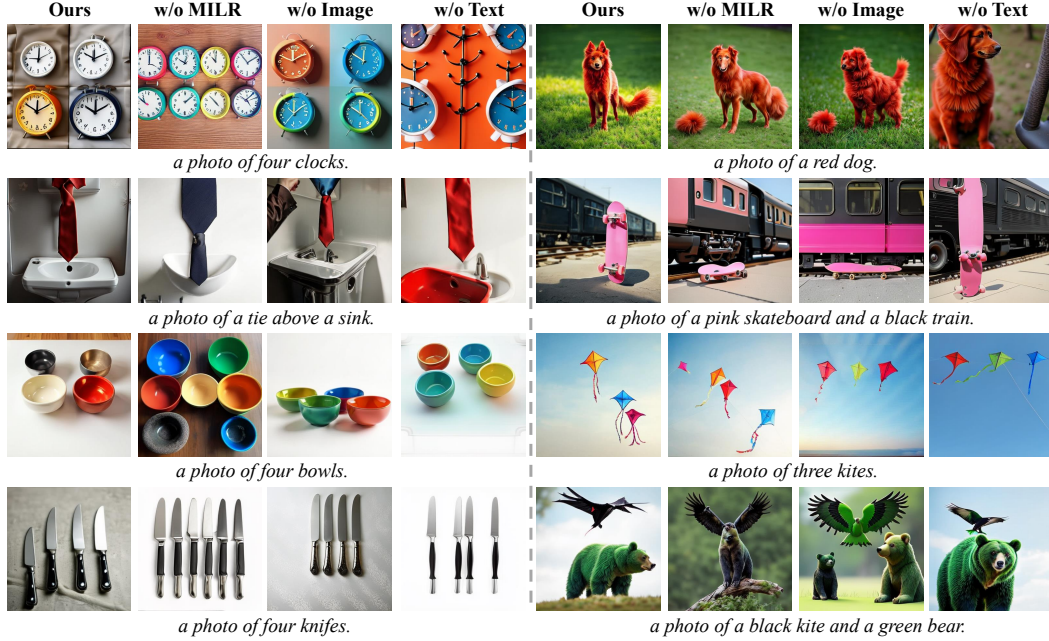 Ours w/o MILR w/o Image w/o Text Ours w/o MILR w/o Image w/o Text
a photo of four clocks. a photo of a red dog.
a photo of a tie above a sink. a photo of a pink skateboard and a black train.
a photo of four bowls. a photo of three kites.
a photo of four knifes. a photo of a black kite and a green bear.